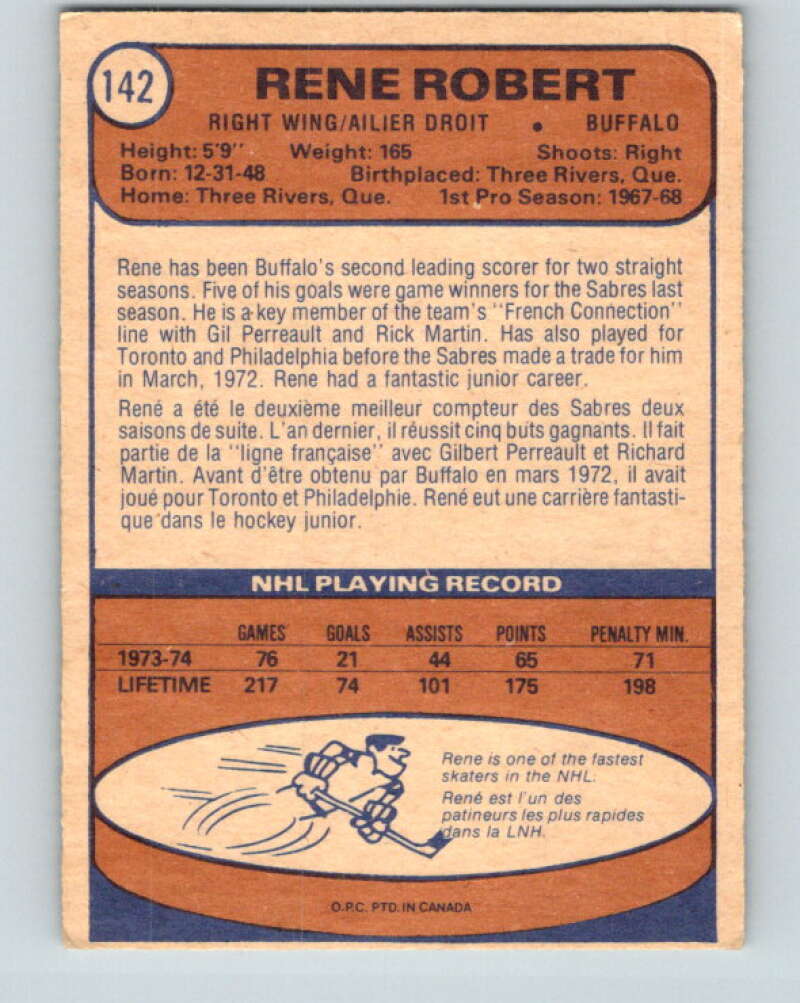 142
RENE ROBERT
RIGHT WING/AILIER DROIT • BUFFALO
Height: 5'9'' Weight: 165 Shoots: Right
Born: 12-31-48 Birthplaced: Three Rivers, Que.
Home: Three Rivers, Que. 1st Pro Season: 1967-68
Rene has been Buffalo's second leading scorer for two straight
seasons. Five of his goals were game winners for the Sabres last
season. He is a key member of the team's ''French Connection''
line with Gil Perreault and Rick Martin. Has also played for
Toronto and Philadelphia before the Sabres made a trade for him
in March, 1972. Rene had a fantastic junior career.
René a été le deuxième meilleur compteur des Sabres deux
saisons de suite. L'an dernier, il réussit cinq buts gagnants. Il fait
partie de la ''ligne française'' avec Gilbert Perreault et Richard
Martin. Avant d'être obtenu par Buffalo en mars 1972, il avait
joué pour Toronto et Philadelphie. René eut une carrière fantasti-
que dans le hockey junior.
NHL PLAYING RECORD
GAMES GOALS ASSISTS POINTS PENALTY MIN.
1973-74 76 21 44 65 71
LIFETIME 217 74 101 175 198
Rene is one of the fastest
skaters in the NHL.
René est l'un des
patineurs les plus rapides
dans la LNH.
O.P.C. PTD. IN CANADA